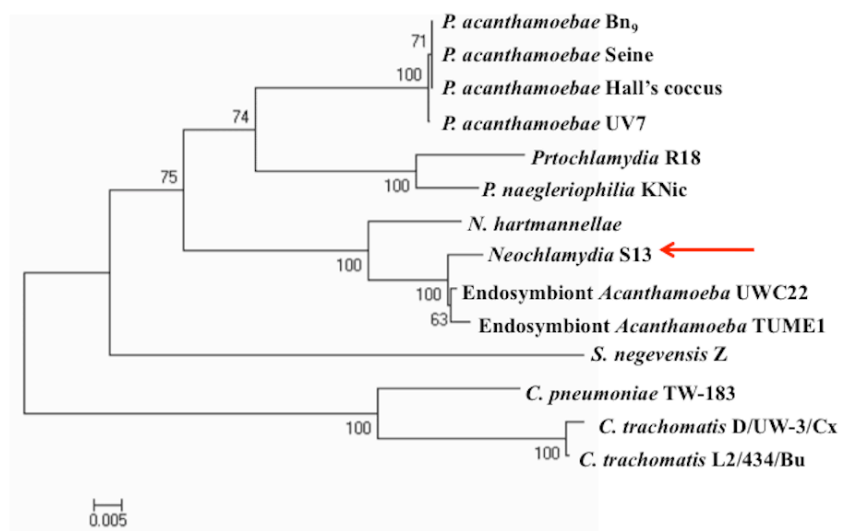 P. acanthamoebae Bn9
71
P. acanthamoebae Seine
100
P. acanthamoebae Hall's coccus
74
P. acanthamoebae UV7
Prtochlamydia R18
75
100
P. naegleriophilia KNic
N. hartmannellae
Neochlamydia S13
100
100
Endosymbiont Acanthamoeba UWC22
63
Endosymbiont Acanthamoeba TUME1
S. negevensis Z
C. pneumoniae TW-183
100
C. trachomatis D/UW-3/Cx
100
C. trachomatis L2/434/Bu
0.005